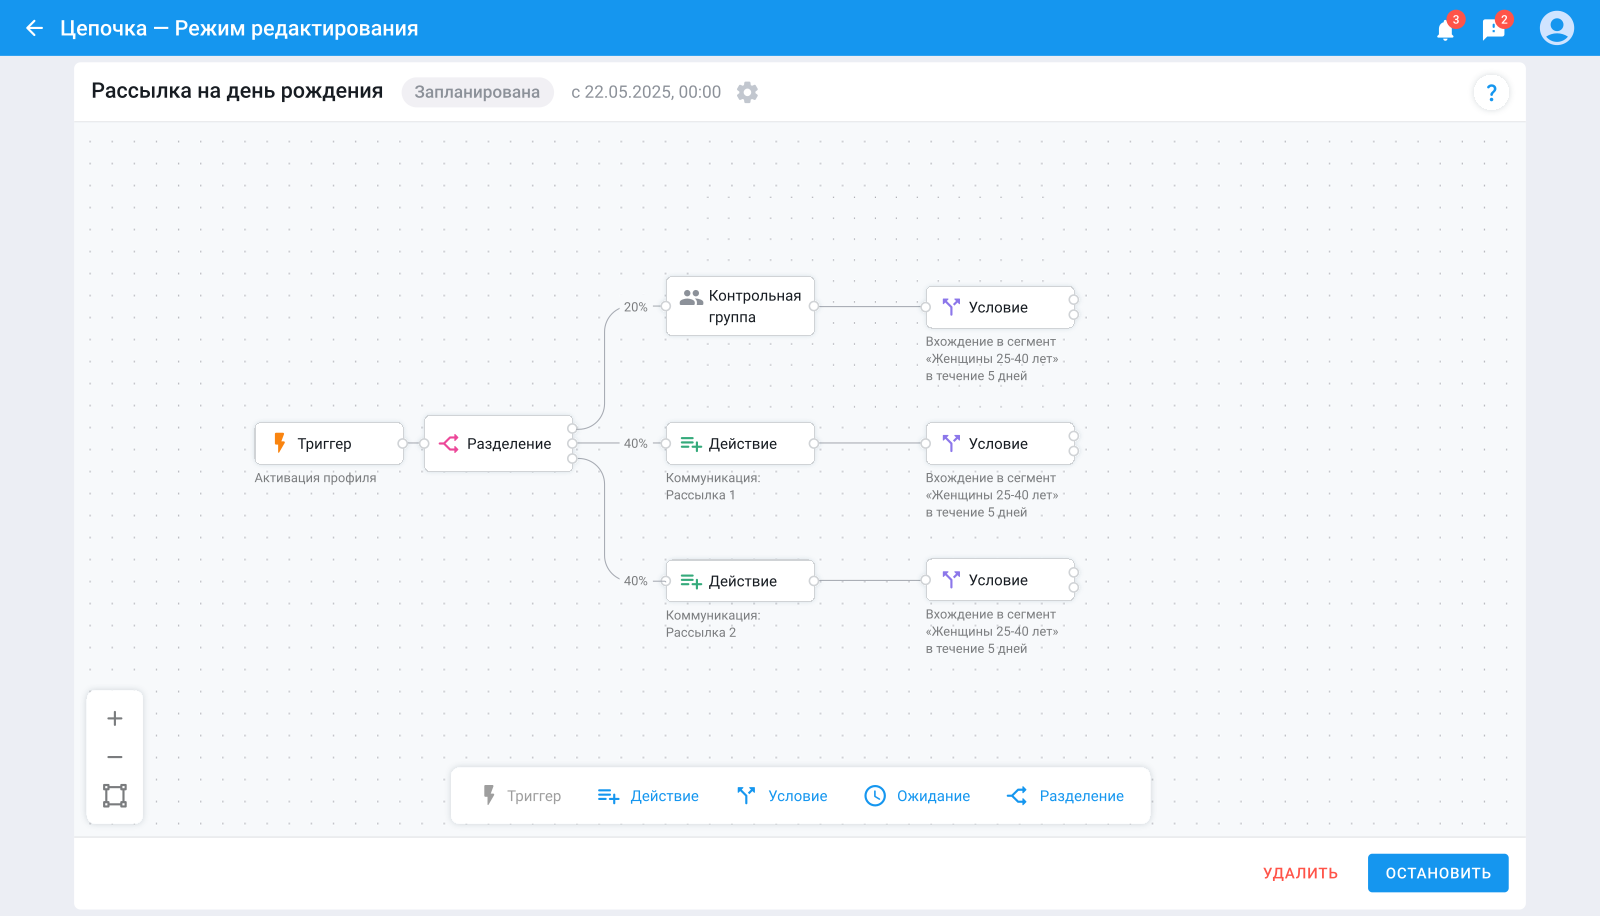 Цепочка — Режим редактирования
3
2
Рассылка на день рождения
Запланирована
с 22.05.2025, 00:00
?
20%
Контрольная
группа
Условие
Вхождение в сегмент
«Женщины 25-40 лет»
в течение 5 дней
Триггер
Активация профиля
Разделение
40%
Действие
Коммуникация:
Рассылка 1
Условие
Вхождение в сегмент
«Женщины 25-40 лет»
в течение 5 дней
40%
Действие
Коммуникация:
Рассылка 2
Условие
Вхождение в сегмент
«Женщины 25-40 лет»
в течение 5 дней
Триггер
Действие
Условие
Ожидание
Разделение
УДАЛИТЬ
ОСТАНОВИТЬ